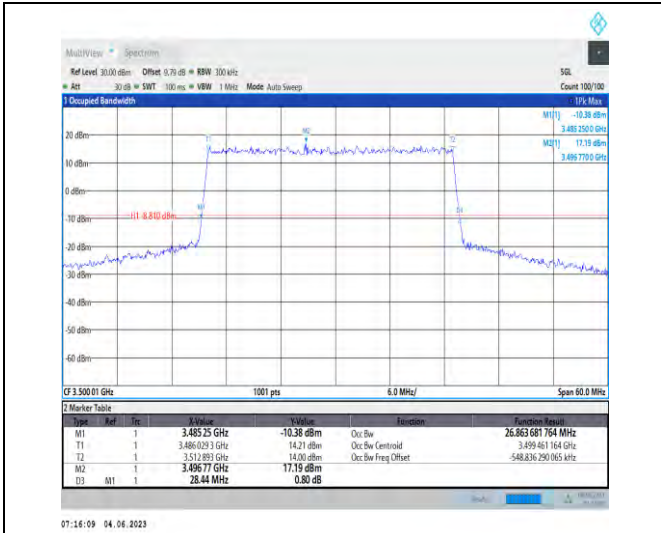 MultiView Spectrum
Ref Level 30.00 dBm Offset 9.79 dB RBW 300 kHz SGL
Att 30 dB SWT 100 ms VBW 1 MHz Mode Auto Sweep Count 100/100
1 Occupied Bandwidth 1Pk Max
M1[1] -10.38 dBm
3.485 2500 GHz
M2[1] 17.19 dBm
3.496 7700 GHz
20 dBm
T1 M2 T2
10 dBm
0 dBm
M1 D3
-10 dBm H1 -8.810 dBm
-20 dBm
-30 dBm
-40 dBm
-50 dBm
-60 dBm
CF 3.500 01 GHz 1001 pts 6.0 MHz/ Span 60.0 MHz
2 Marker Table
Type Ref Trc X-Value Y-Value Function Function Result
M1 1 3.485 25 GHz -10.38 dBm Occ Bw 26.863 681 764 MHz
T1 1 3.486 029 3 GHz 14.21 dBm Occ Bw Centroid 3.499 461 164 GHz
T2 1 3.512 893 GHz 14.00 dBm Occ Bw Freq Offset -548.836 290 065 kHz
M2 1 3.496 77 GHz 17.19 dBm
D3 M1 1 28.44 MHz 0.80 dB
07:16:09 04.06.2023